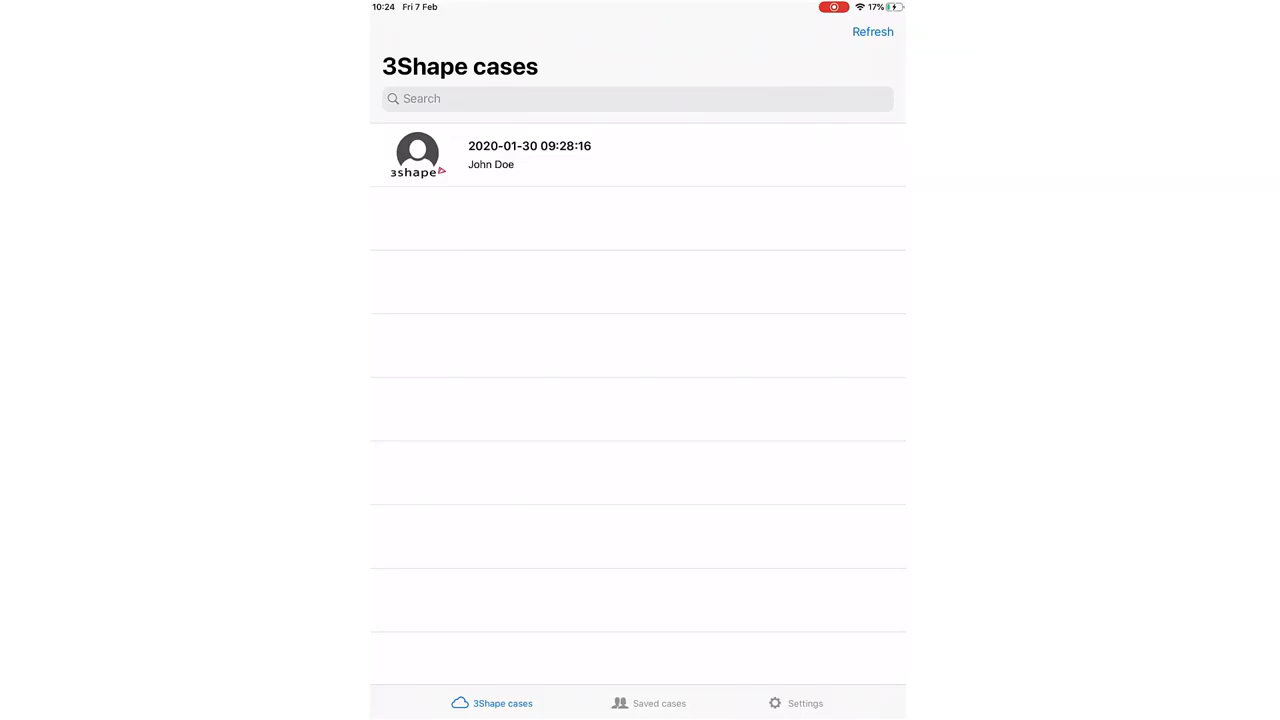 10:24 Fri 7 Feb 17%
Refresh
3Shape cases
Search
2020-01-30 09:28:16
John Doe
3shape
3Shape cases Saved cases Settings